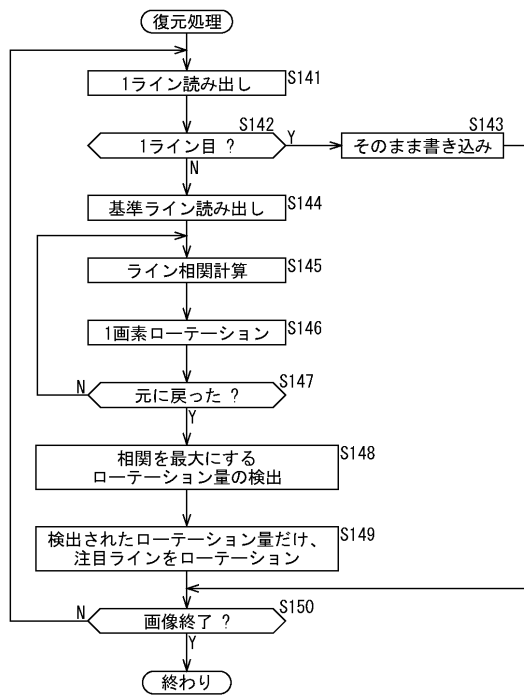 復元処理
1ライン読み出し
S141
1ライン目 ?
S142
Y
N
そのまま書き込み
S143
基準ライン読み出し
S144
ライン相関計算
S145
1画素ローテーション
S146
元に戻った ?
S147
N
Y
相関を最大にする
ローテーション量の検出
S148
検出されたローテーション量だけ、
注目ラインをローテーション
S149
画像終了 ?
S150
N
Y
終わり